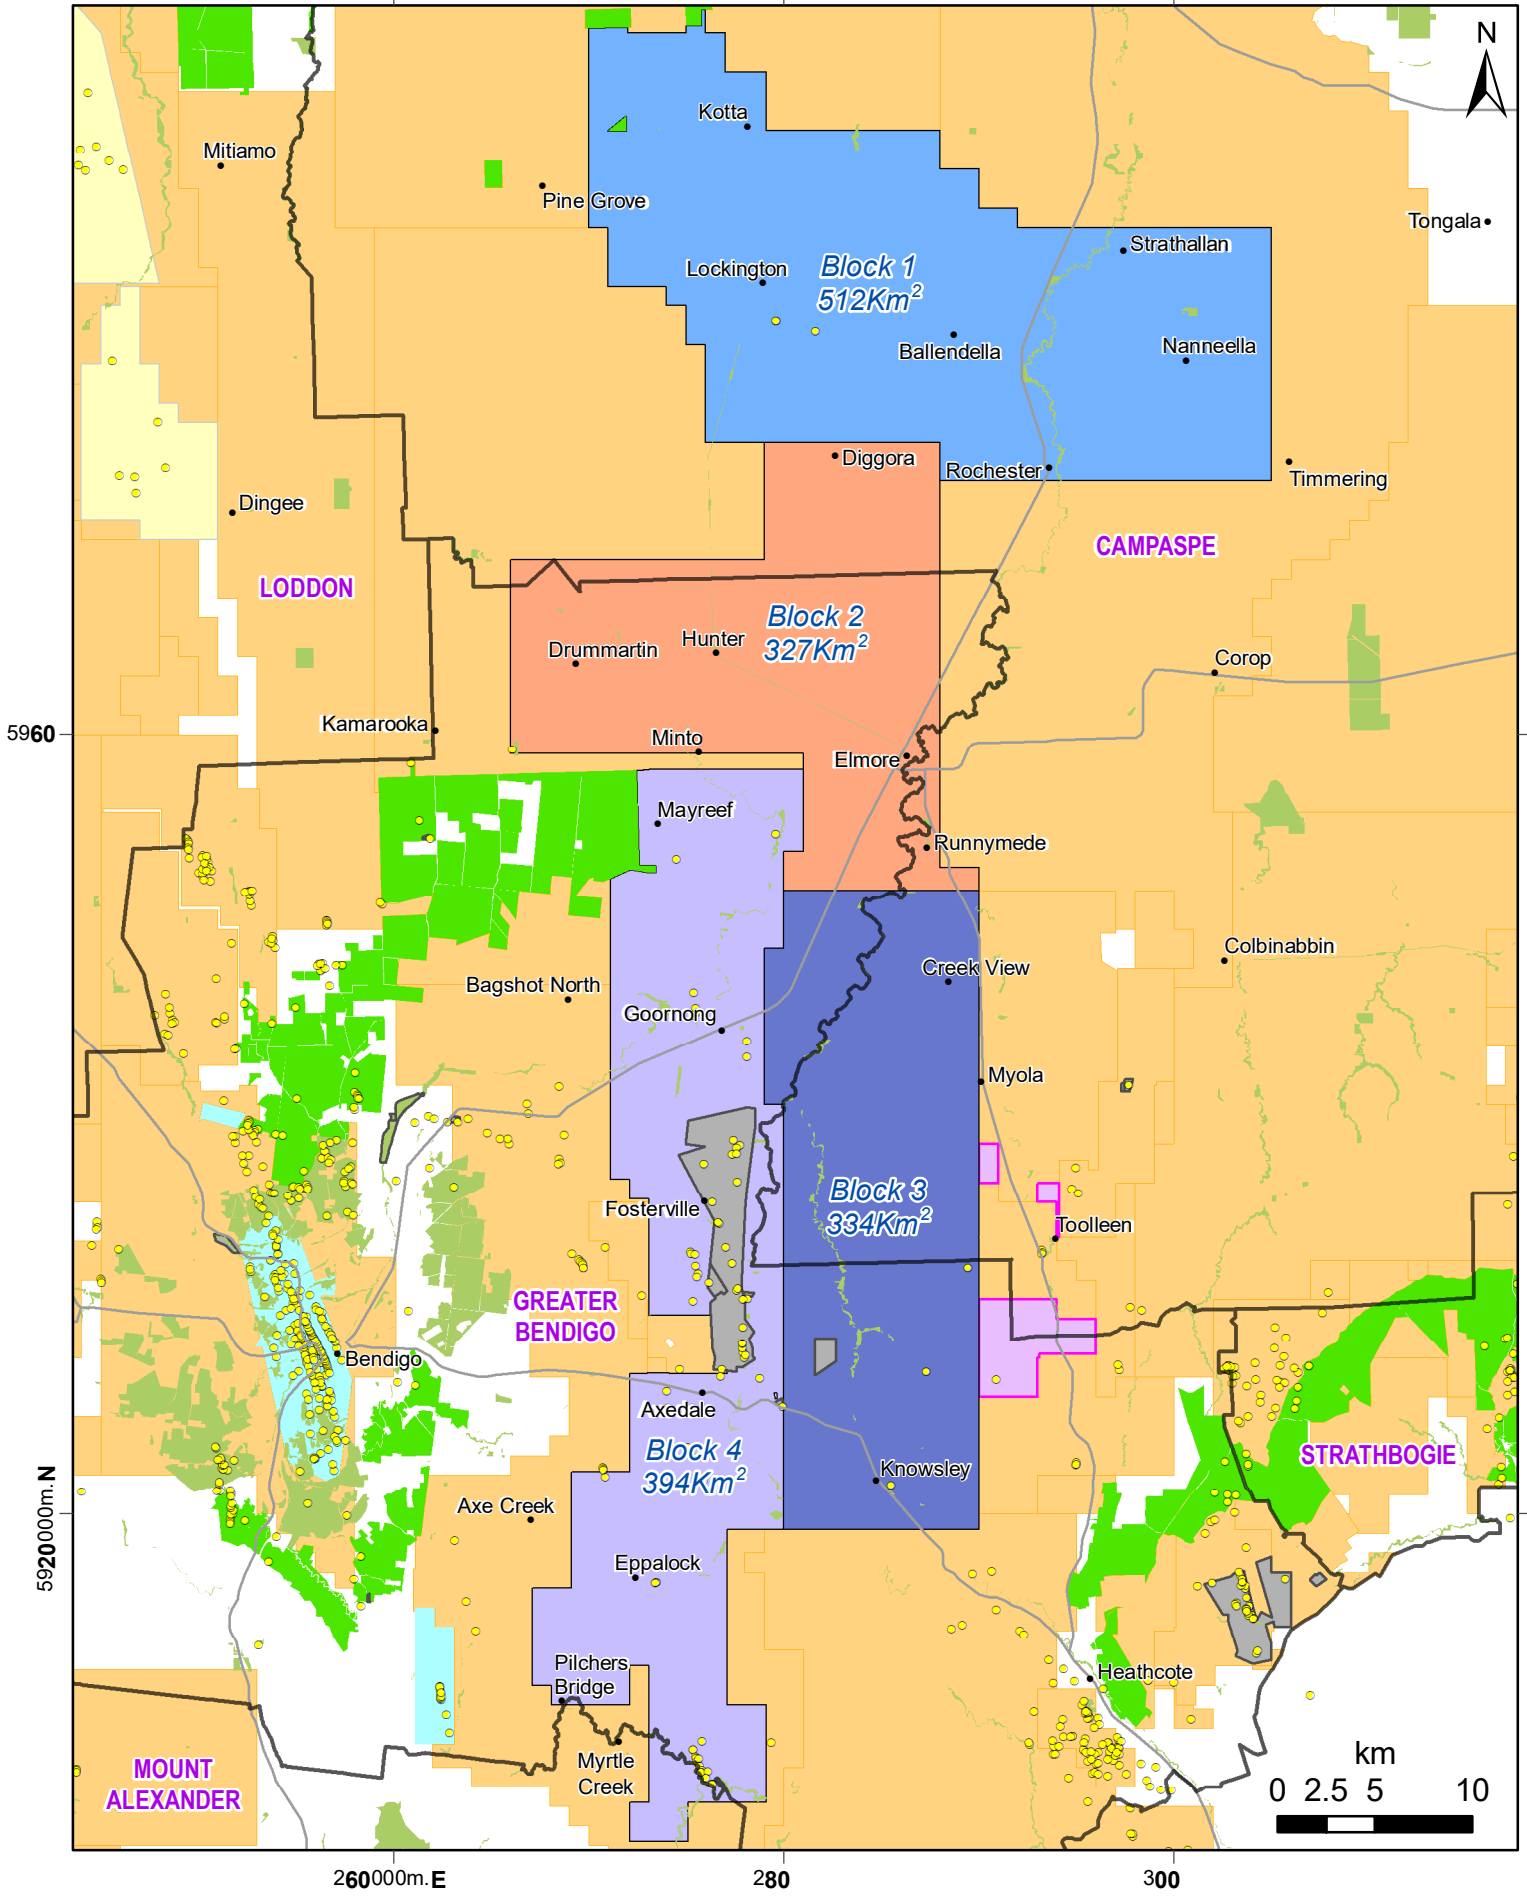 N
Kotta
Mitiamo
Pine Grove
Tongala
Strathallan
Lockington
Block 1
512Km²
Ballendella
Nanneella
Diggora
Rochester
Timmering
Dingee
CAMPASPE
LODDON
Block 2
327Km²
Hunter
Drummartin
Corop
Kamarooka
5960
Minto
Elmore
Mayreef
Runnymede
Colbinabbin
Creek View
Bagshot North
Goornong
Myola
Block 3
334Km²
Fosterville
Toolleen
GREATER
BENDIGO
Bendigo
Axedale
Block 4
394Km²
STRATHBOGIE
Knowsley
Axe Creek
5920000m. N
Eppalock
Pilchers
Bridge
Heathcote
Myrtle
Creek
MOUNT
ALEXANDER
km
0 2.5 5 10
260000m. E
280
300